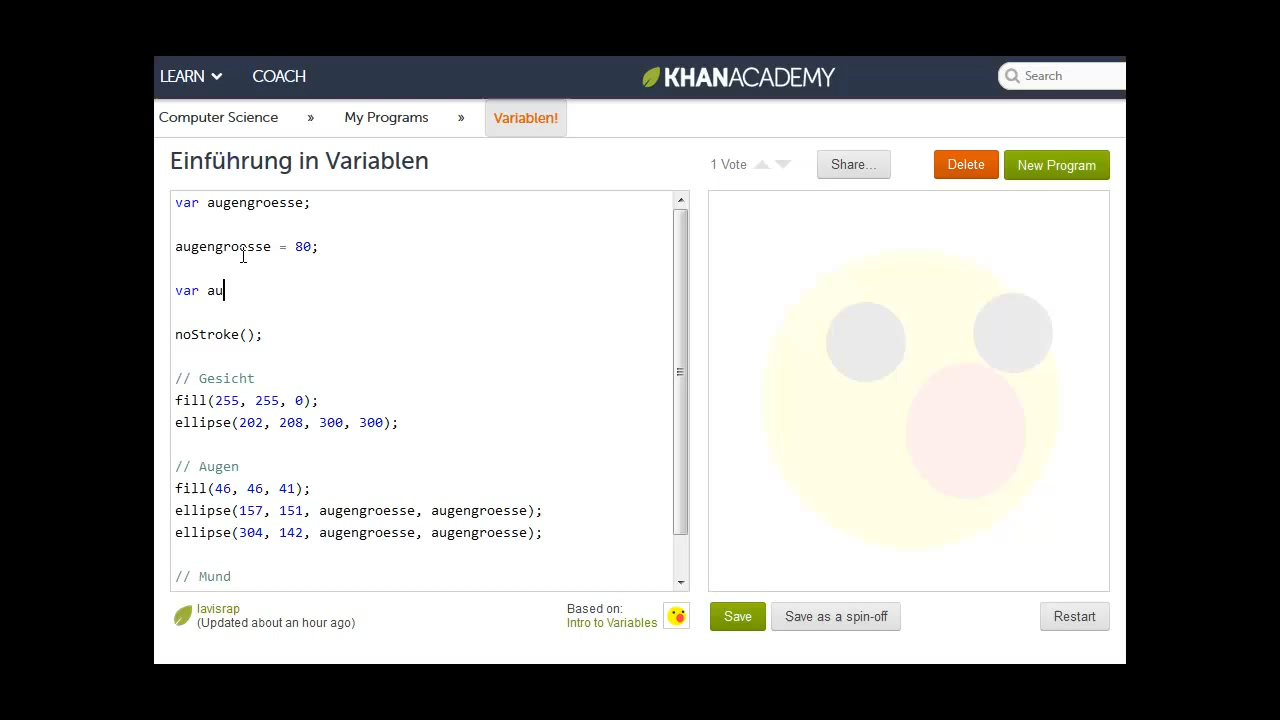 LEARN COACH KHANACADEMY Search
Computer Science » My Programs » Variablen!
Einführung in Variablen 1 Vote Share... Delete New Program
var augengroesse;
augengroesse = 80;
var au
noStroke();
// Gesicht
fill(255, 255, 0);
ellipse(202, 208, 300, 300);
// Augen
fill(46, 46, 41);
ellipse(157, 151, augengroesse, augengroesse);
ellipse(304, 142, augengroesse, augengroesse);
// Mund
lavisrap
(Updated about an hour ago)
Based on:
Intro to Variables
Save Save as a spin-off Restart